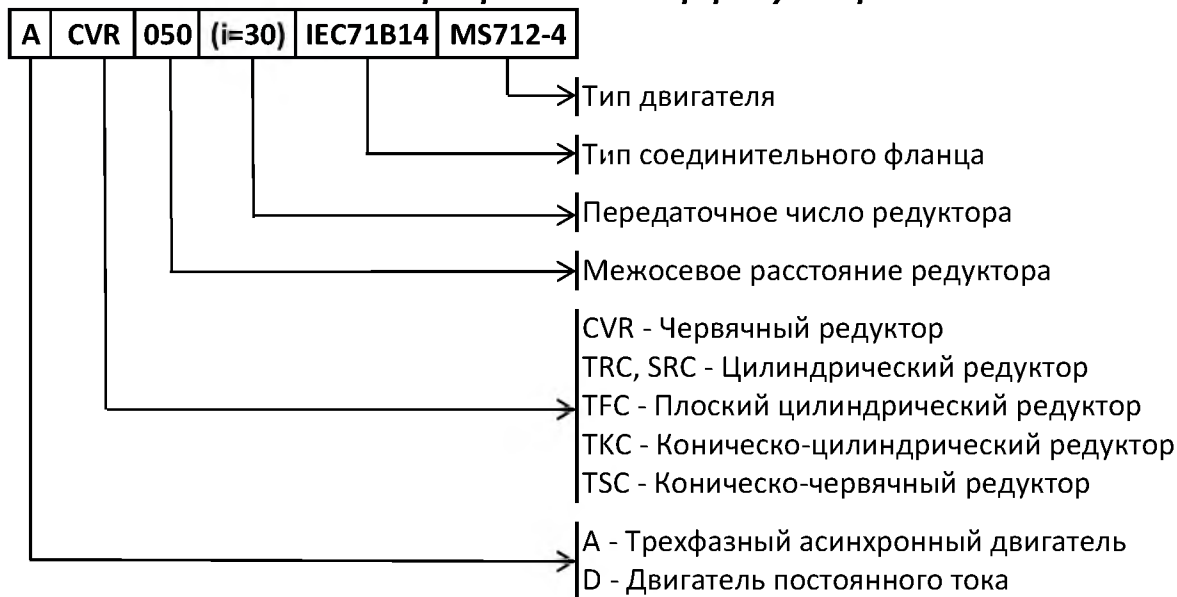 A CVR 050 (i=30) IEC71B14 MS712-4
Тип двигателя
Тип соединительного фланца
Передаточное число редуктора
Межосевое расстояние редуктора
CVR - Червячный редуктор
TRC, SRC - Цилиндрический редуктор
TFC - Плоский цилиндрический редуктор
TKC - Коническо-цилиндрический редуктор
TSC - Коническо-червячный редуктор
A - Трехфазный асинхронный двигатель
D - Двигатель постоянного тока